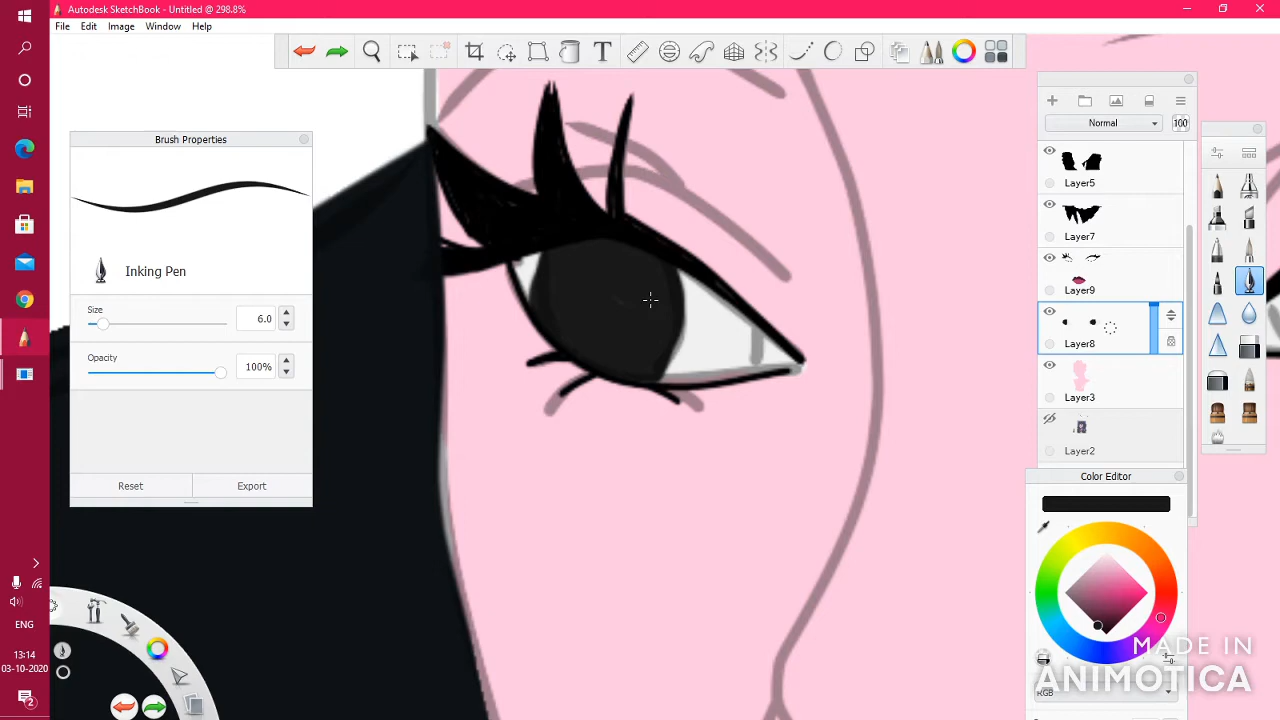 Autodesk SketchBook - Untitled @ 298.8%
File Edit Image Window Help
Brush Properties
Inking Pen
Size
6.0
Opacity
100%
Reset Export
Normal 100
Layer5
Layer7
Layer9
Layer8
Layer3
Layer2
Color Editor
RGB
ENG
13:14
03-10-2020
2
MADE IN
ANIMOTICA